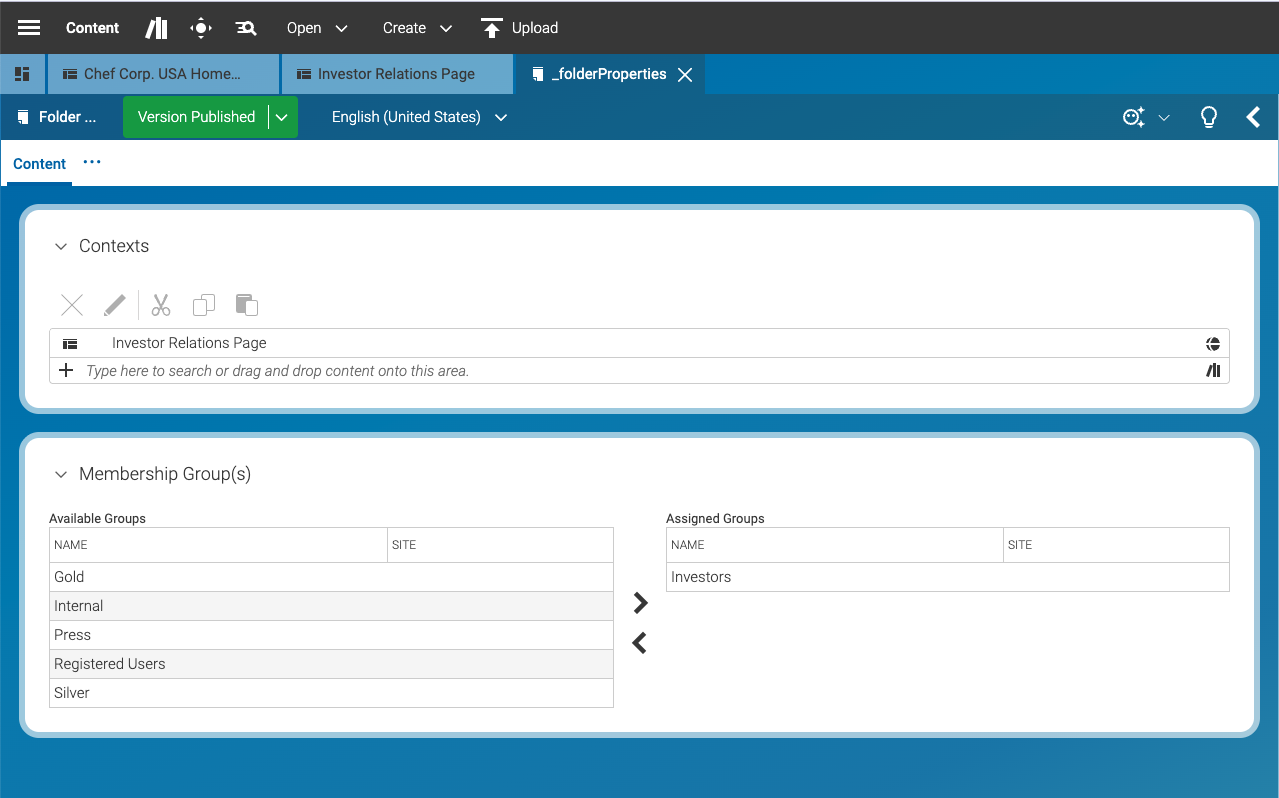 Content Open Create Upload
Chef Corp. USA Home... Investor Relations Page _folderProperties
Folder ... Version Published English (United States)
Content ...
Contexts
Investor Relations Page
Type here to search or drag and drop content onto this area.
Membership Group(s)
Available Groups Assigned Groups
NAME SITE NAME SITE
Gold Investors
Internal
Press
Registered Users
Silver